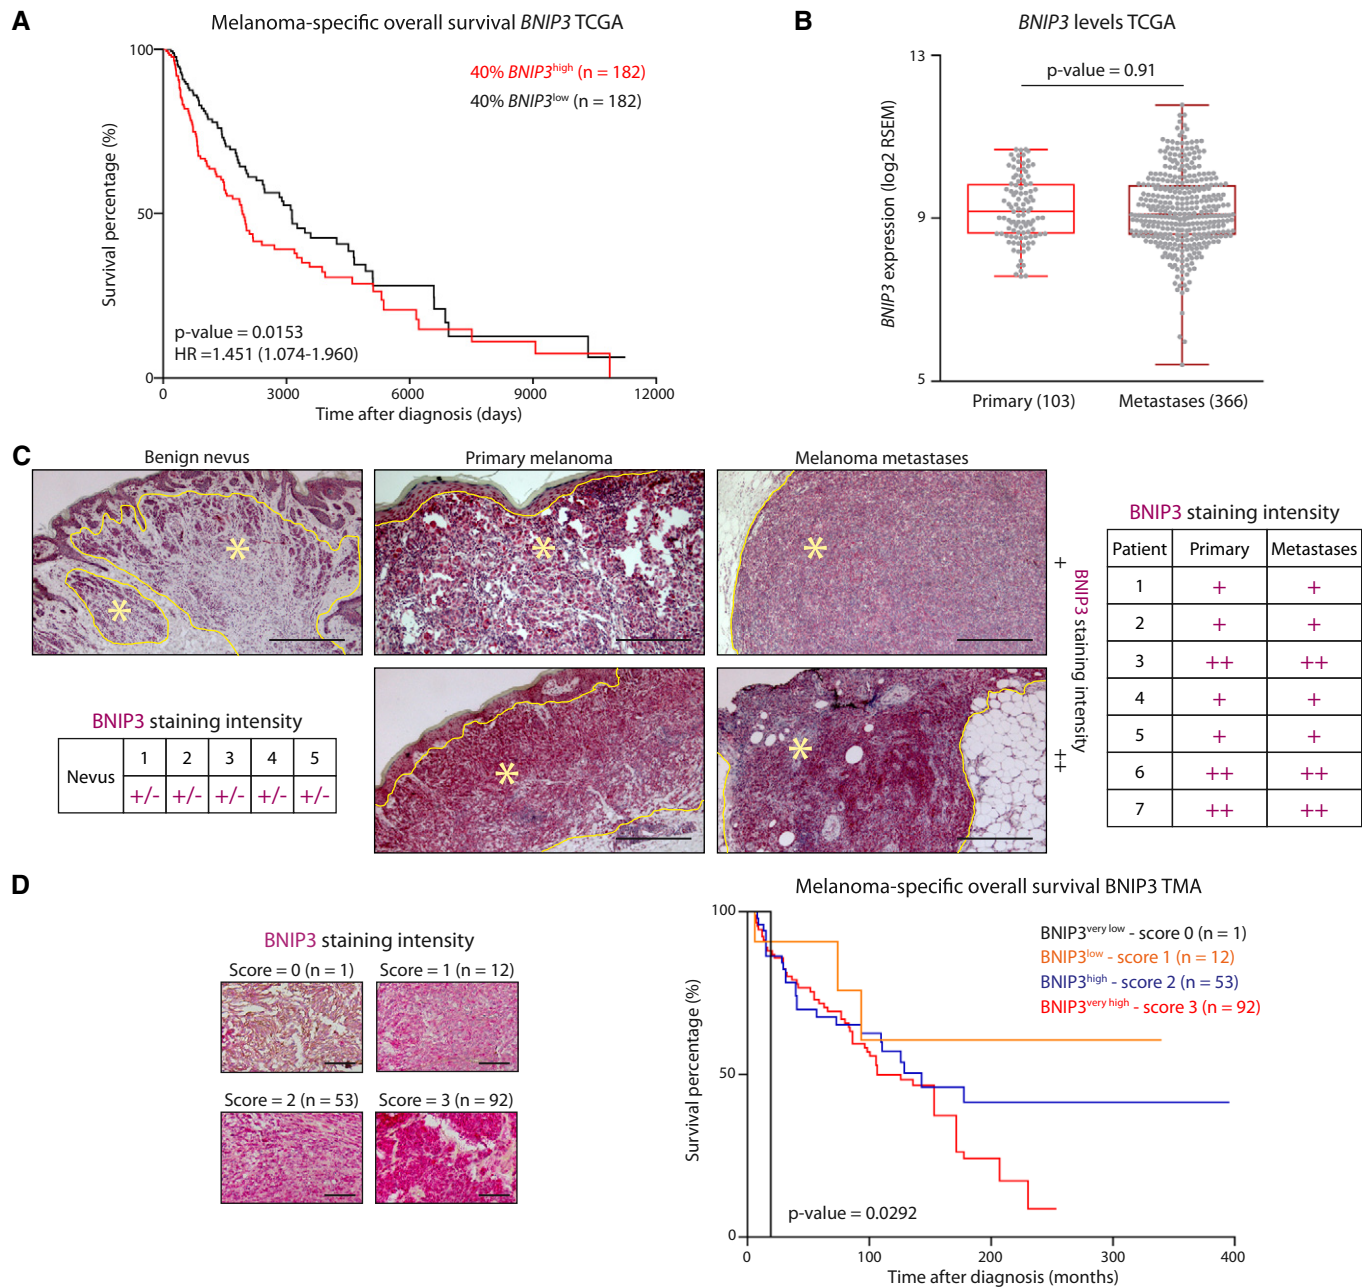 A
Melanoma-specific overall survival BNIP3 TCGA
40% BNIP3high (n = 182)
40% BNIP3low (n = 182)
Survival percentage (%)
100
50
0
p-value = 0.0153
HR =1.451 (1.074-1.960)
0 3000 6000 9000 12000
Time after diagnosis (days)
B
BNIP3 levels TCGA
p-value = 0.91
BNIP3 expression (log2 RSEM)
13
9
5
Primary (103) Metastases (366)
C
Benign nevus Primary melanoma Melanoma metastases
* * * *
* *
+
++
BNIP3 staining intensity
BNIP3 staining intensity
Nevus 1 2 3 4 5
+/- +/- +/- +/- +/-
BNIP3 staining intensity
Patient Primary Metastases
1 + +
2 + +
3 ++ ++
4 + +
5 + +
6 ++ ++
7 ++ ++
D
BNIP3 staining intensity
Score = 0 (n = 1) Score = 1 (n = 12)
Score = 2 (n = 53) Score = 3 (n = 92)
Melanoma-specific overall survival BNIP3 TMA
BNIP3very low - score 0 (n = 1)
BNIP3low - score 1 (n = 12)
BNIP3high - score 2 (n = 53)
BNIP3very high - score 3 (n = 92)
Survival percentage (%)
100
50
0
p-value = 0.0292
0 100 200 300 400
Time after diagnosis (months)